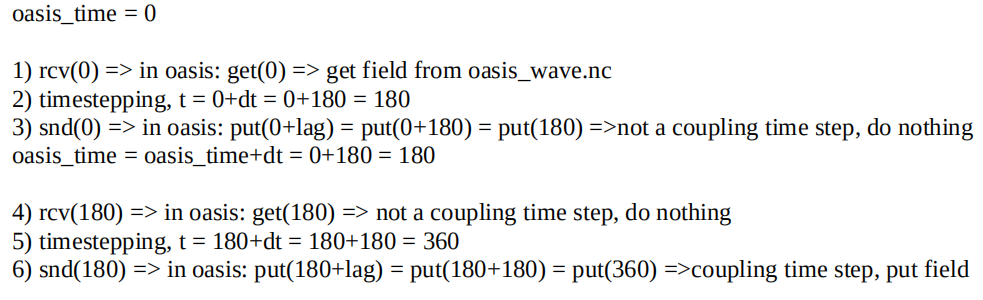 oasis_time = 0
1) rcv(0) => in oasis: get(0) => get field from oasis_wave.nc
2) timestepping, t = 0+dt = 0+180 = 180
3) snd(0) => in oasis: put(0+lag) = put(0+180) = put(180) =>not a coupling time step, do nothing
oasis_time = oasis_time+dt = 0+180 = 180
4) rcv(180) => in oasis: get(180) => not a coupling time step, do nothing
5) timestepping, t = 180+dt = 180+180 = 360
6) snd(180) => in oasis: put(180+lag) = put(180+180) = put(360) =>coupling time step, put field